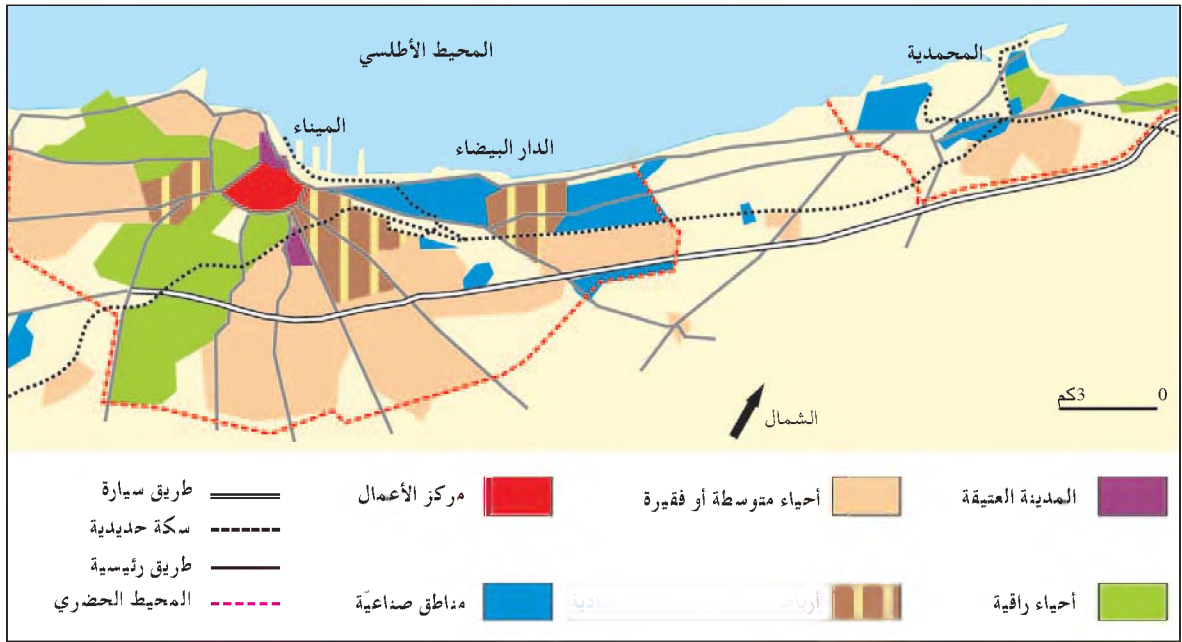 المحيط الأطلسي
المحمدية
الميناء
الدار البيضاء
3كم 0
الشمال
المدينة العتيقة
أحياء متوسطة أو فقيرة
مركز الأعمال
طريق سيارة
سكة حديدية
طريق رئيسية
المحيط الحضري
أحياء راقية
مناطق صناعيّة